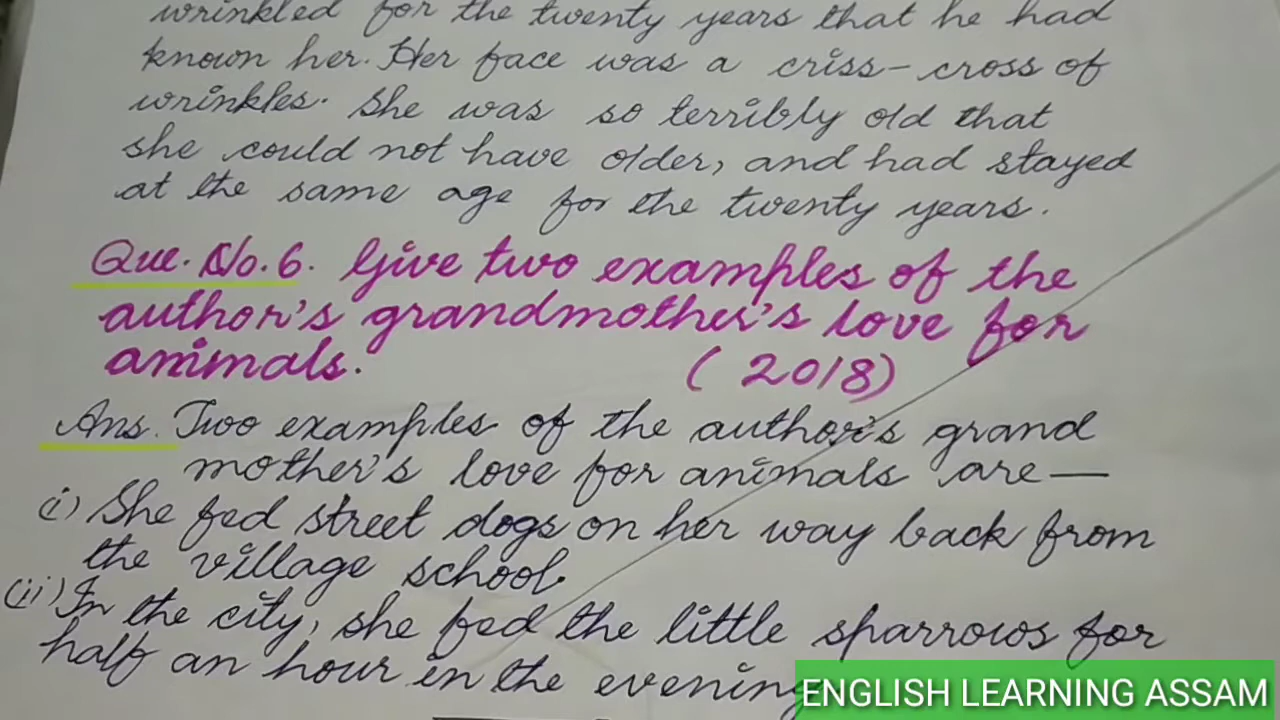 wrinkled for the twenty years that he had
known her. Her face was a criss-cross of
wrinkles. She was so terribly old that
she could not have older, and had stayed
at the same age for the twenty years.
Que. No. 6. Give two examples of the
author's grandmother's love for
animals. (2018)
Ans. Two examples of the author's grand
mother's love for animals are —
i) She fed street dogs on her way back from
the village school.
(ii) In the city, she fed the little sparrows for
half an hour in the evening
ENGLISH LEARNING ASSAM